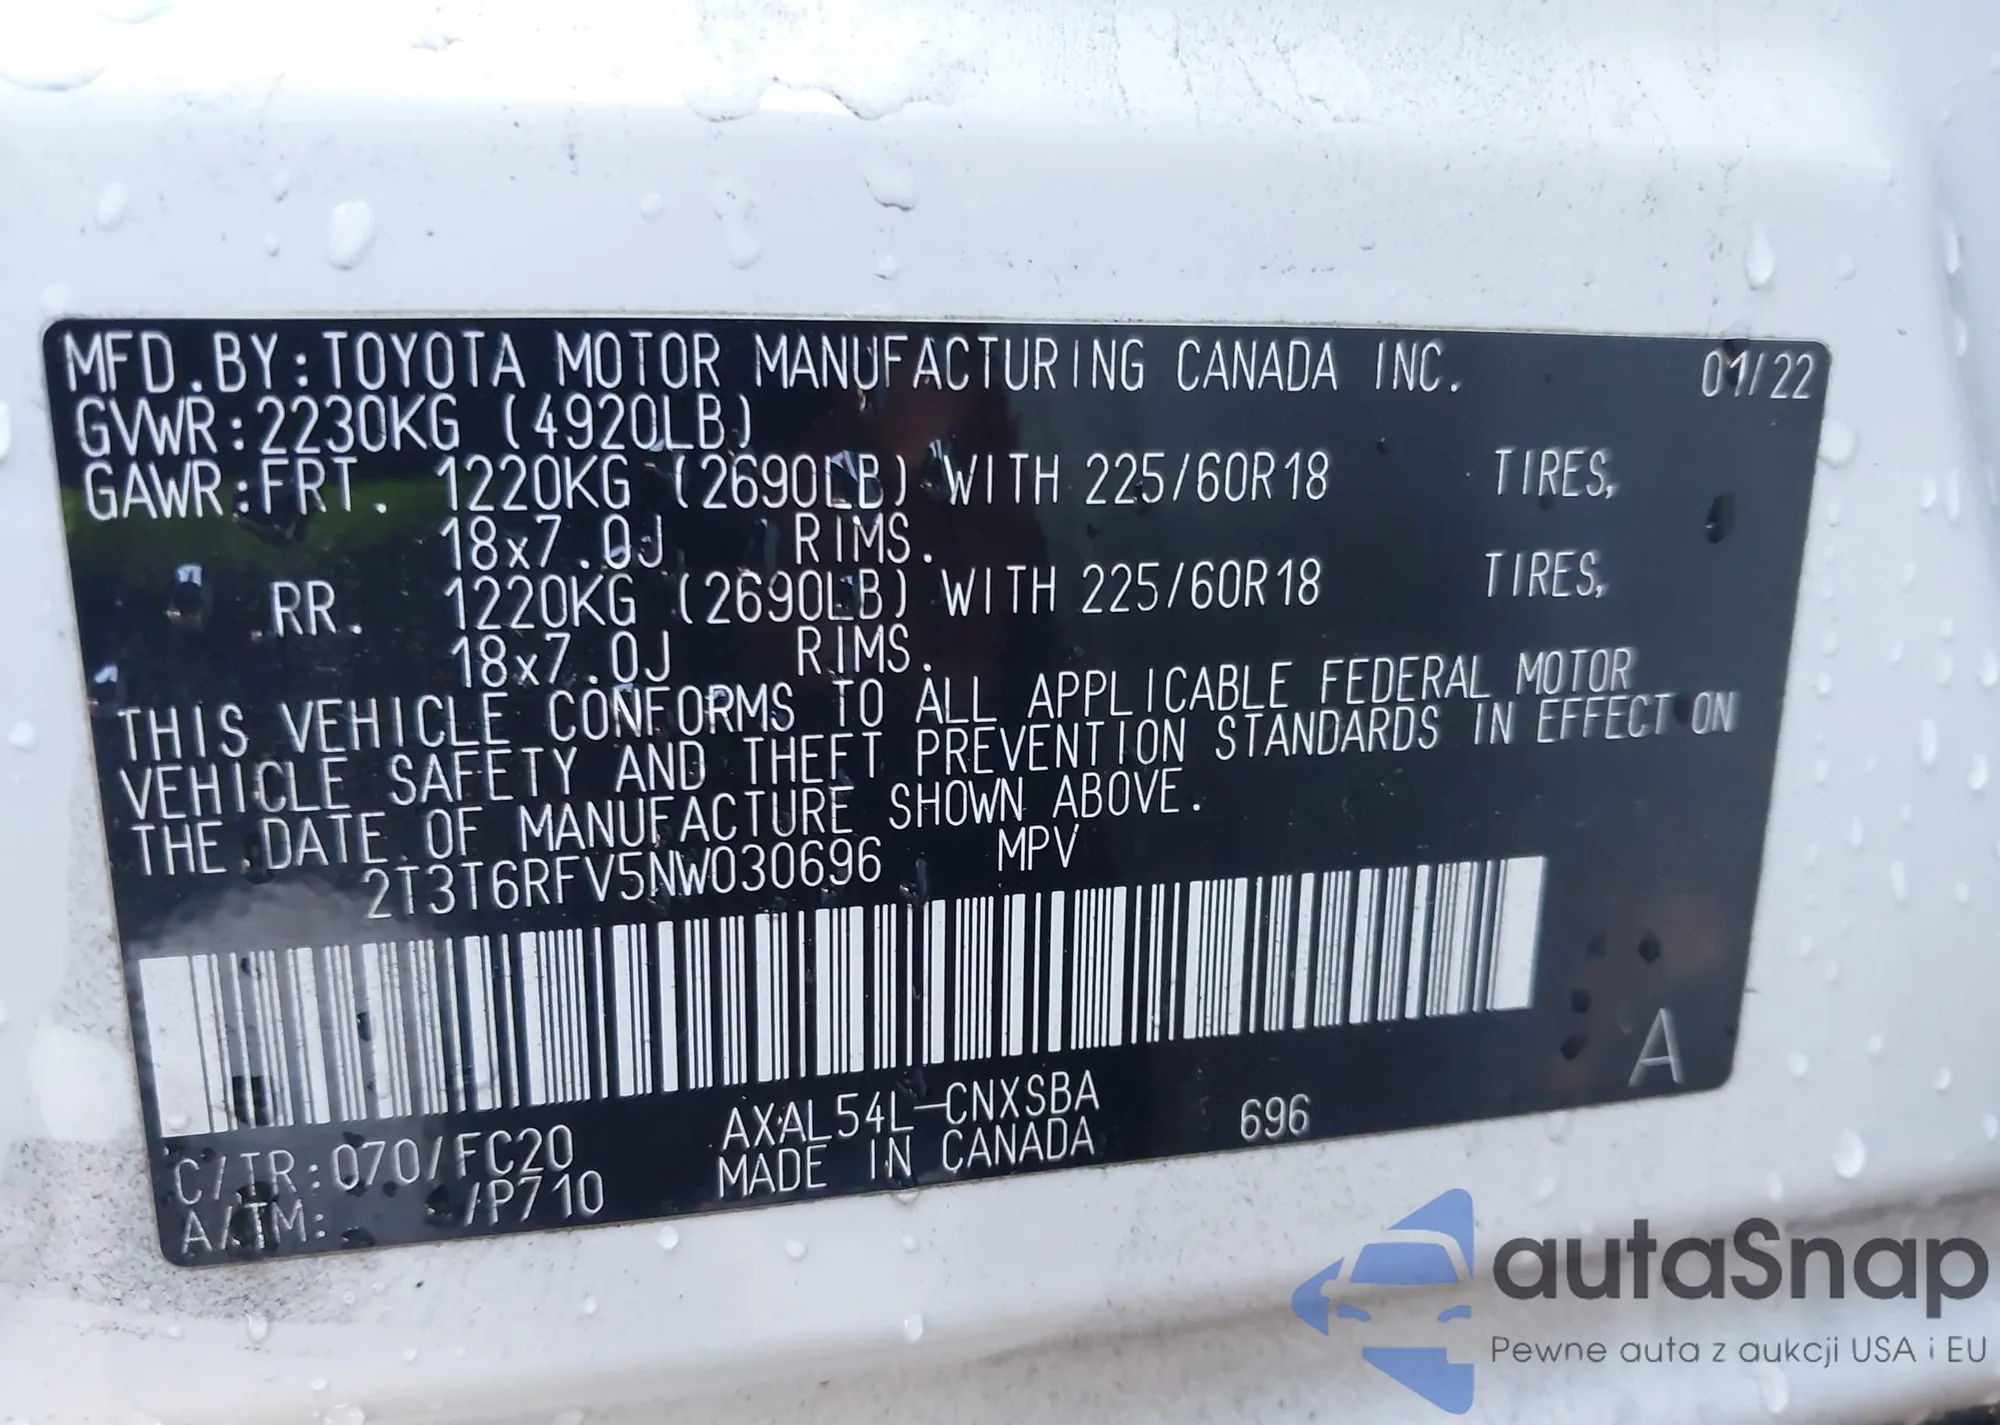 MFD.BY:TOYOTA MOTOR MANUFACTURING CANADA INC. 01/22
GVWR:2230KG (4920LB)
GAWR:FRT. 1220KG (2690LB) WITH 225/60R18 TIRES,
18x7.0J RIMS.
RR. 1220KG (2690LB) WITH 225/60R18 TIRES,
18x7.0J RIMS.
THIS VEHICLE CONFORMS TO ALL APPLICABLE FEDERAL MOTOR
VEHICLE SAFETY AND THEFT PREVENTION STANDARDS IN EFFECT ON
THE DATE OF MANUFACTURE SHOWN ABOVE.
2T3T6RFV5NW030696 MPV
A
C/TR:070/FC20 AXAL54L-CNXSBA 696
A/TM: /P710 MADE IN CANADA
autoSnap
Pewne auta z aukcji USA i EU